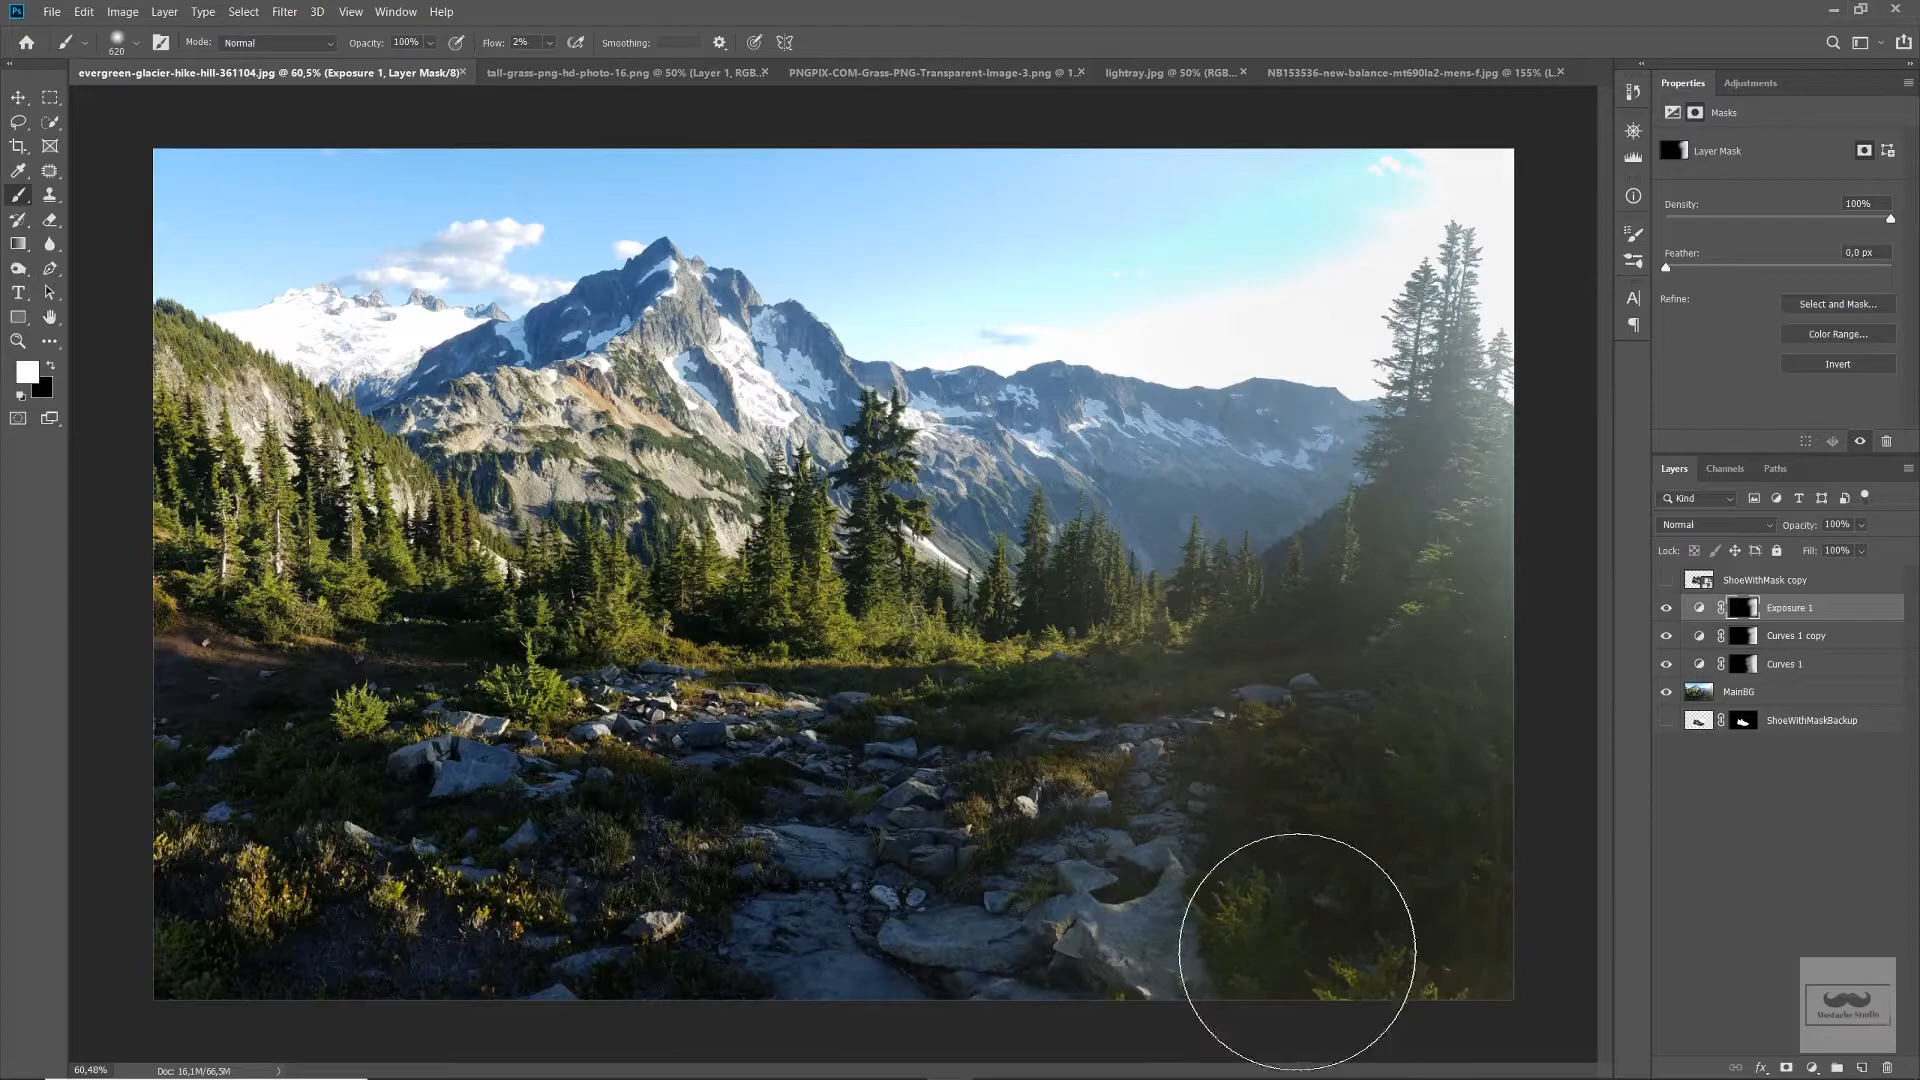 Ps File Edit Image Layer Type Select Filter 3D View Window Help
620 Mode: Normal Opacity: 100% Flow: 2% Smoothing:
evergreen-glacier-hike-hill-361104.jpg @ 60,5% (Exposure 1, Layer Mask/8) tall-grass-png-hd-photo-16.png @ 50% (Layer 1, RGB... PNGPIX-COM-Grass-PNG-Transparent-Image-3.png @ 1... lightray.jpg @ 50% (RGB... NB153536-new-balance-mt690la2-mens-f.jpg @ 155% (L...
Properties Adjustments
Masks
Layer Mask
Density: 100%
Feather: 0,0 px
Refine: Select and Mask...
Color Range...
Invert
Layers Channels Paths
Kind
Normal Opacity: 100%
Lock: Fill: 100%
ShoeWithMask copy
Exposure 1
Curves 1 copy
Curves 1
MainBG
ShoeWithMaskBackup
Mustache Studio
60,48% Doc: 16,1M/66,5M